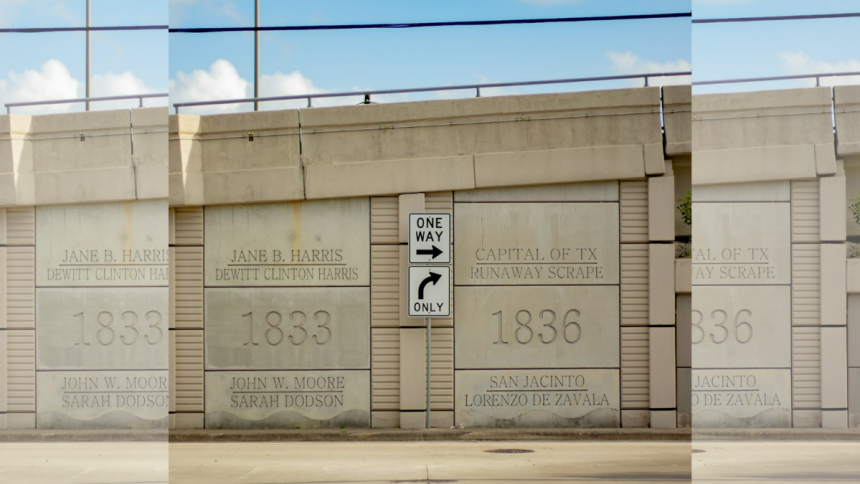 JANE B. HARRIS
DEWITT CLINTON HARRIS
1833
JOHN W. MOORE
SARAH DODSON
ONE
WAY
ONLY
CAPITAL OF TX
RUNAWAY SCRAPE
1836
SAN JACINTO
LORENZO DE ZAVALA